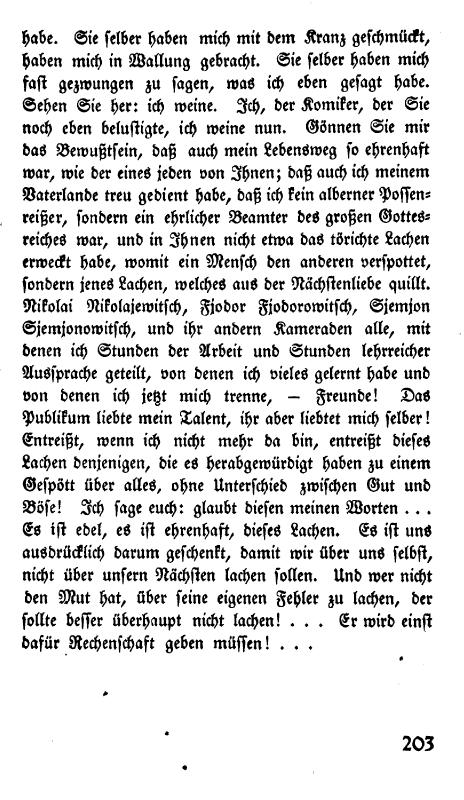 habe. Sie selber haben mich mit dem Kranz geschmückt,
haben mich in Wallung gebracht. Sie selber haben mich
fast gezwungen zu sagen, was ich eben gesagt habe.
Sehen Sie her: ich weine. Ich, der Komiker, der Sie
noch eben belustigte, ich weine nun. Gönnen Sie mir
das Bewußtsein, daß auch mein Lebensweg so ehrenhaft
war, wie der eines jeden von Ihnen; daß auch ich meinem
Vaterlande treu gedient habe, daß ich kein alberner Possen-
reißer, sondern ein ehrlicher Beamter des großen Gottes-
reiches war, und in Ihnen nicht etwa das törichte Lachen
erweckt habe, womit ein Mensch den anderen verspottet,
sondern jenes Lachen, welches aus der Nächstenliebe quillt.
Nikolai Nikolajewitsch, Fjodor Fjodorowitsch, Sjemjon
Sjemjonowitsch, und ihr andern Kameraden alle, mit
denen ich Stunden der Arbeit und Stunden lehrreicher
Aussprache geteilt, von denen ich vieles gelernt habe und
von denen ich jetzt mich trenne, — Freunde! Das
Publikum liebte mein Talent, ihr aber liebtet mich selber!
Entreißt, wenn ich nicht mehr da bin, entreißt dieses
Lachen denjenigen, die es herabgewürdigt haben zu einem
Gespött über alles, ohne Unterschied zwischen Gut und
Böse! Ich sage euch: glaubt diesen meinen Worten . . .
Es ist edel, es ist ehrenhaft, dieses Lachen. Es ist uns
ausdrücklich darum geschenkt, damit wir über uns selbst,
nicht über unsern Nächsten lachen sollen. Und wer nicht
den Mut hat, über seine eigenen Fehler zu lachen, der
sollte besser überhaupt nicht lachen! . . . Er wird einst
dafür Rechenschaft geben müssen! . . .
203